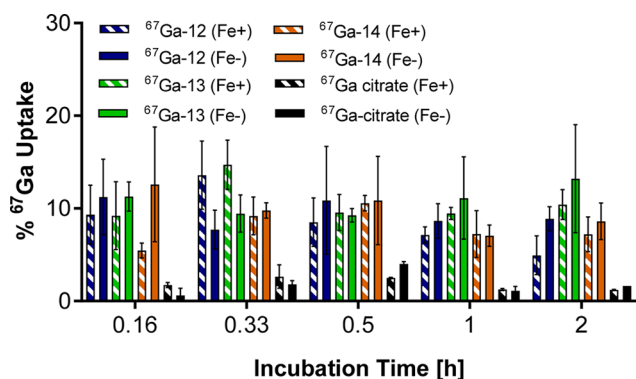 30
⁶⁷Ga-12 (Fe+) ⁶⁷Ga-14 (Fe+)
⁶⁷Ga-12 (Fe-) ⁶⁷Ga-14 (Fe-)
⁶⁷Ga-13 (Fe+) ⁶⁷Ga citrate (Fe+)
⁶⁷Ga-13 (Fe-) ⁶⁷Ga-citrate (Fe-)
20
10
0
% ⁶⁷Ga Uptake
0.16 0.33 0.5 1 2
Incubation Time [h]